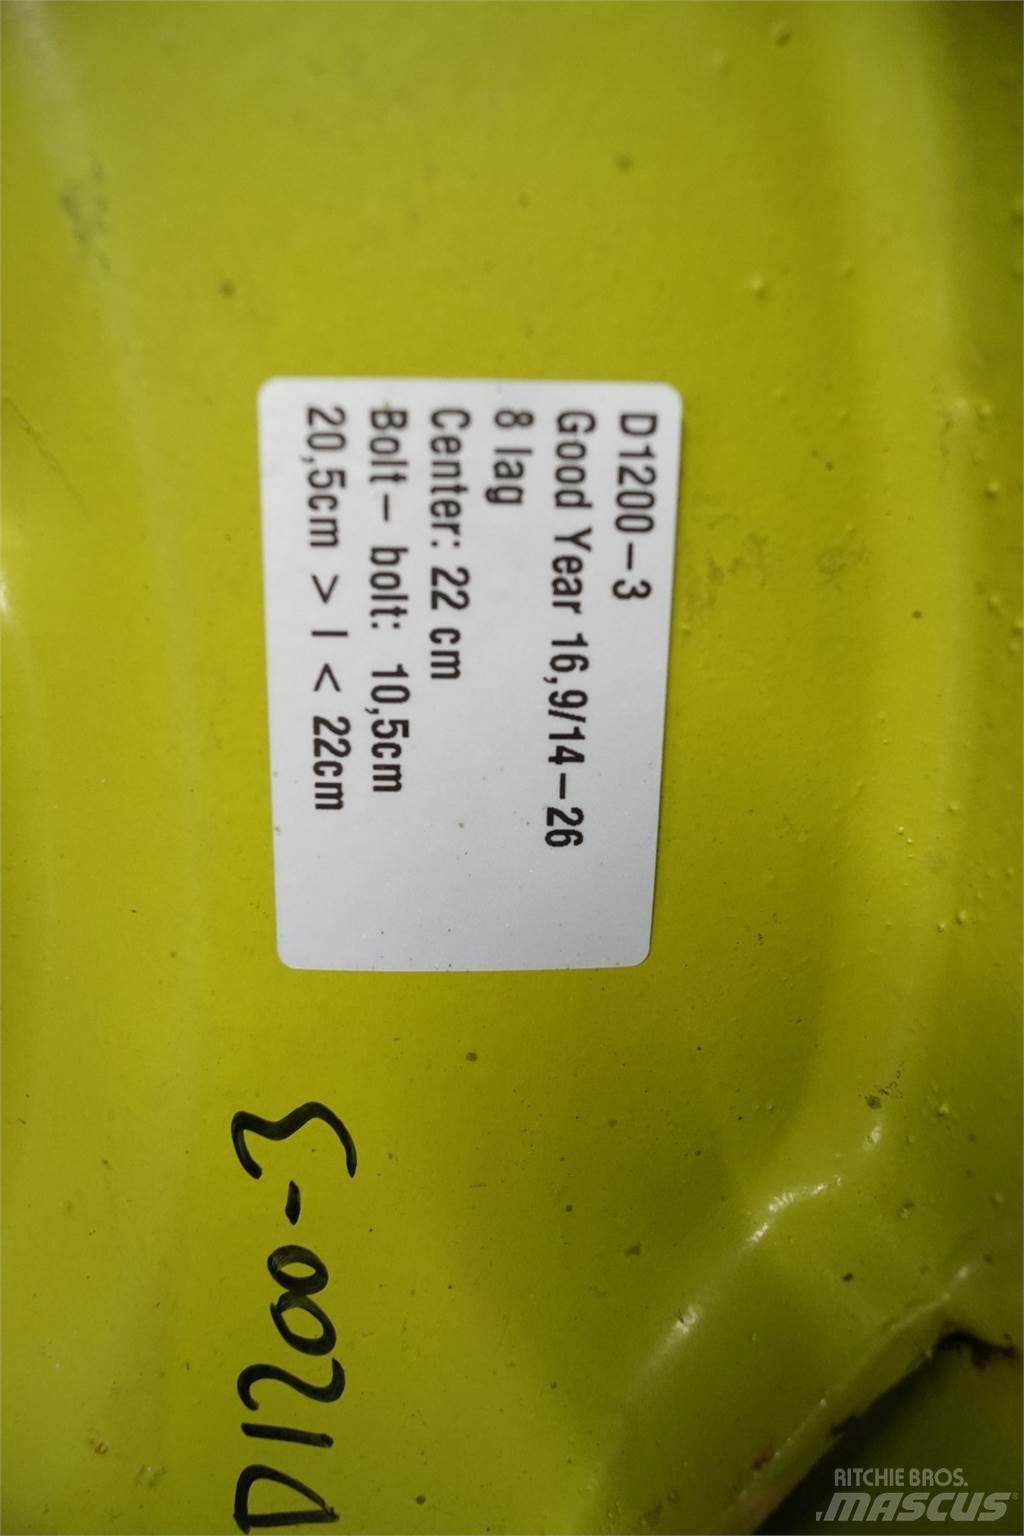 D1200-3
Good Year 16,9/14-26
8 lag
Center: 22 cm
Bolt- bolt: 10,5cm
20,5cm > I < 22cm
D1200-3
RITCHIE BROS.
MASCUS